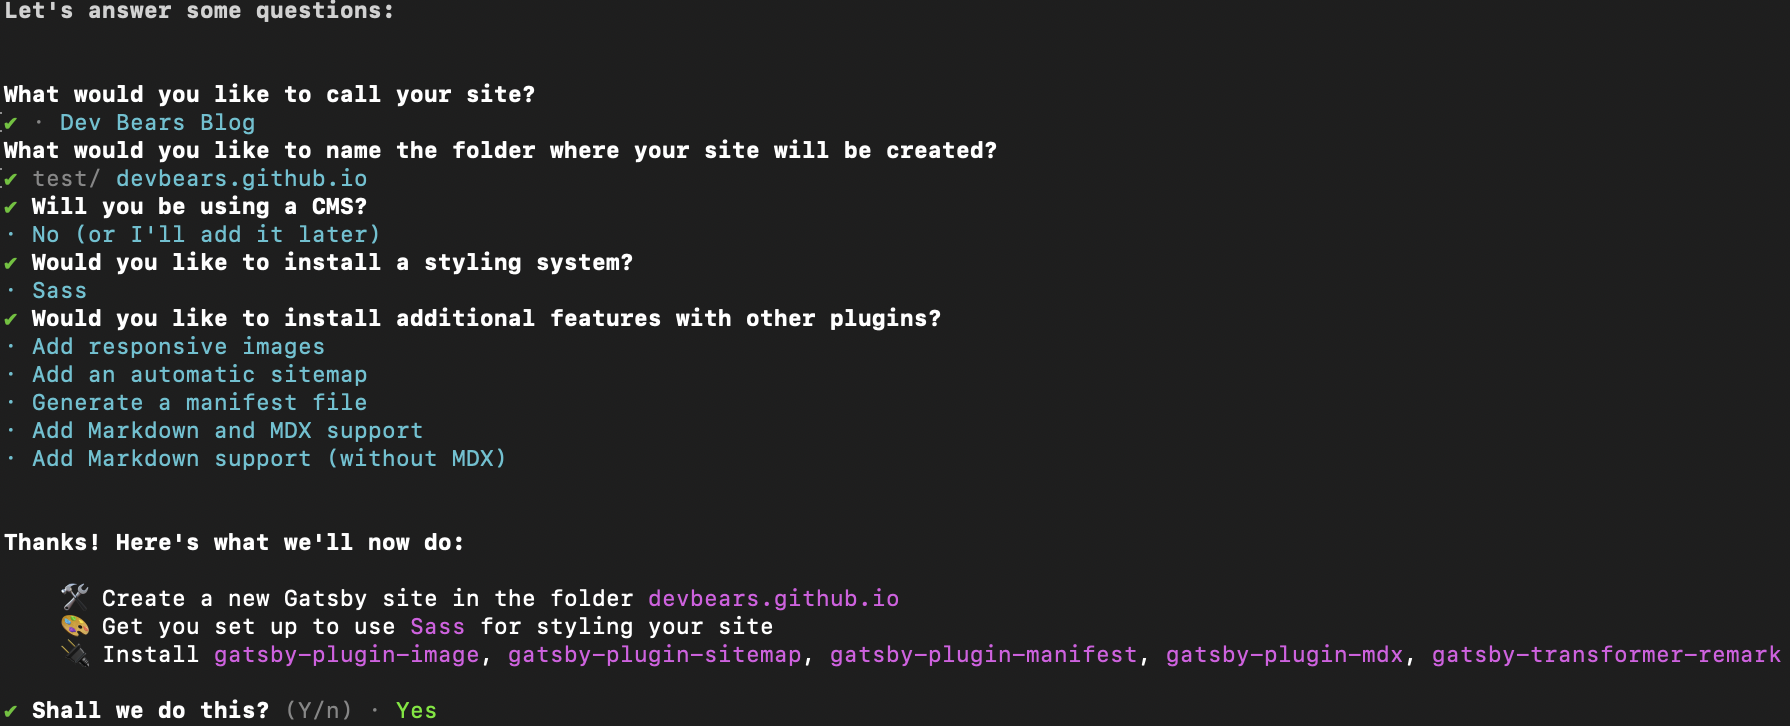 Let's answer some questions:
What would you like to call your site?
✔ · Dev Bears Blog
What would you like to name the folder where your site will be created?
✔ test/ devbears.github.io
✔ Will you be using a CMS?
· No (or I'll add it later)
✔ Would you like to install a styling system?
· Sass
✔ Would you like to install additional features with other plugins?
· Add responsive images
· Add an automatic sitemap
· Generate a manifest file
· Add Markdown and MDX support
· Add Markdown support (without MDX)
Thanks! Here's what we'll now do:
🛠 Create a new Gatsby site in the folder devbears.github.io
🎨 Get you set up to use Sass for styling your site
🔌 Install gatsby-plugin-image, gatsby-plugin-sitemap, gatsby-plugin-manifest, gatsby-plugin-mdx, gatsby-transformer-remark
✔ Shall we do this? (Y/n) · Yes